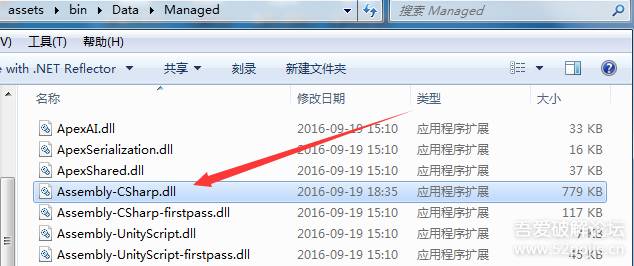 assets ▸ bin ▸ Data ▸ Managed
搜索 Managed
V) 工具(T) 帮助(H)
e with .NET Reflector 共享 刻录 新建文件夹
名称 修改日期 类型 大小
ApexAI.dll 2016-09-19 15:10 应用程序扩展 33 KB
ApexSerialization.dll 2016-09-19 15:10 应用程序扩展 16 KB
ApexShared.dll 2016-09-19 15:10 应用程序扩展 37 KB
Assembly-CSharp.dll 2016-09-19 18:35 应用程序扩展 779 KB
Assembly-CSharp-firstpass.dll 2016-09-19 15:10 应用程序扩展 117 KB
Assembly-UnityScript.dll 2016-09-19 15:10 应用程序扩展 KB
Assembly-UnityScript-firstpass.dll 2016-09-19 15:10 应用程序扩展 45 KB
吾爱破解论坛
www.52pojie.cn